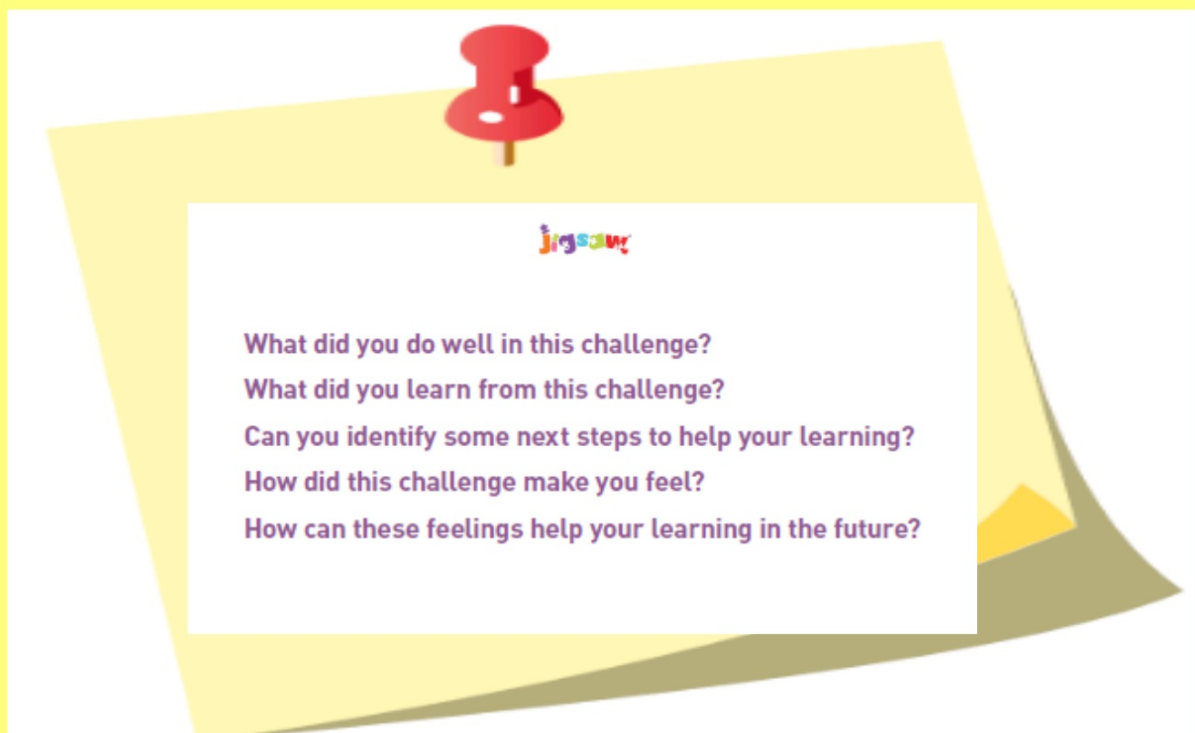 jigsaw
What did you do well in this challenge?
What did you learn from this challenge?
Can you identify some next steps to help your learning?
How did this challenge make you feel?
How can these feelings help your learning in the future?